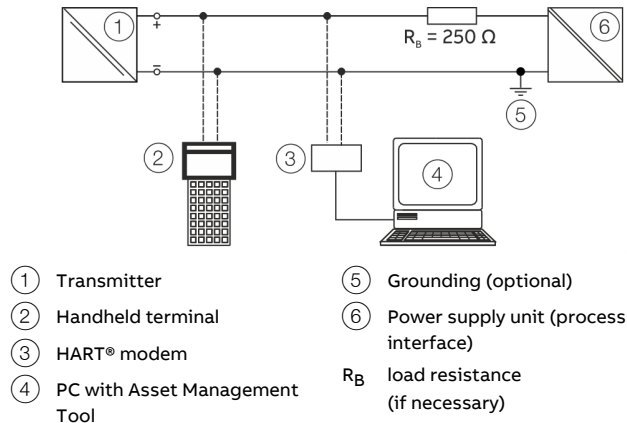 1
+
−
R_B = 250 Ω
6
5
2
3
4
1 Transmitter
2 Handheld terminal
3 HART® modem
4 PC with Asset Management
Tool
5 Grounding (optional)
6 Power supply unit (process
interface)
R_B load resistance
(if necessary)